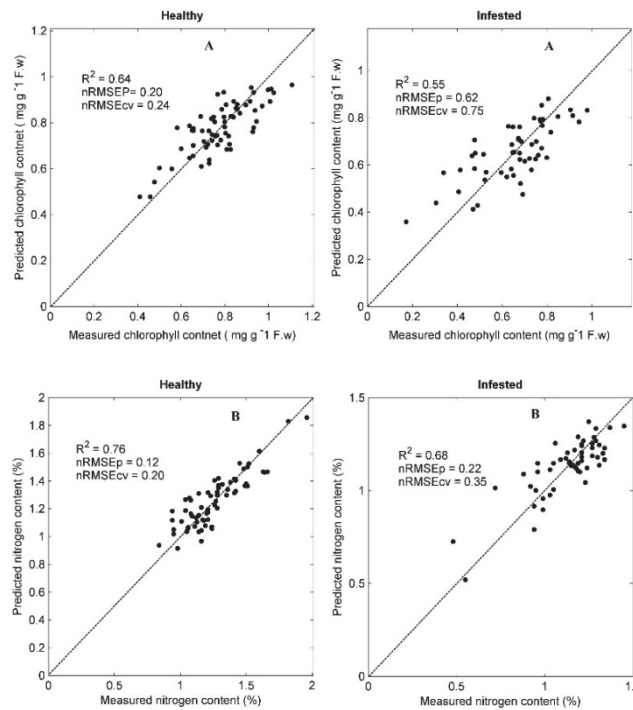 Healthy
1.2
1
0.8
0.6
0.4
0.2
0
0
0.2
0.4
0.6
0.8
1.0
1.2
A
R² = 0.64
nRMSEP= 0.20
nRMSEcv = 0.24
Predicted chlorophyll contnet ( mg g⁻1 F.w)
Measured chlorophyll contnet ( mg g⁻1 F.w)
Infested
1
0.8
0.6
0.4
0.2
0
0
0.2
0.4
0.6
0.8
1
A
R² = 0.55
nRMSEp = 0.62
nRMSEcv = 0.75
Predicted chlorophyll content (mg g⁻1 F.w)
Measured chlorophyll content (mg g⁻1 F.w)
Healthy
2
1.8
1.6
1.4
1.2
1
0.8
0.6
0.4
0.2
0
0
0.5
1
1.5
2
B
R² = 0.76
nRMSEp = 0.12
nRMSEcv = 0.20
Predicted nitrogen content (%)
Measured nitrogen content (%)
Infested
1.5
1
0.5
0
0
0.5
1
B
R² = 0.68
nRMSEp = 0.22
nRMSEcv = 0.35
Predicted nitrogen content (%)
Measured nitrogen content (%)